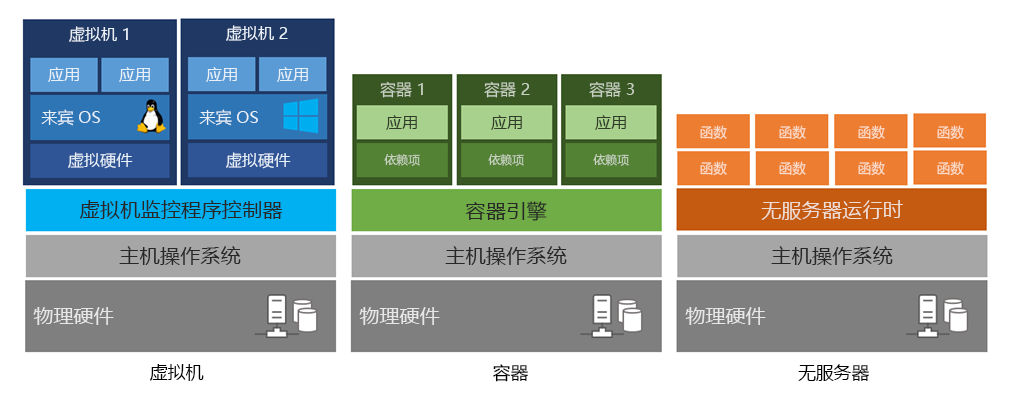 虚拟机 1
应用 应用
来宾 OS
虚拟硬件
虚拟机 2
应用 应用
来宾 OS
虚拟硬件
虚拟机监控程序控制器
主机操作系统
物理硬件
虚拟机
容器 1
应用
依赖项
容器 2
应用
依赖项
容器 3
应用
依赖项
容器引擎
主机操作系统
物理硬件
容器
函数 函数 函数 函数
函数 函数 函数 函数
无服务器运行时
主机操作系统
物理硬件
无服务器